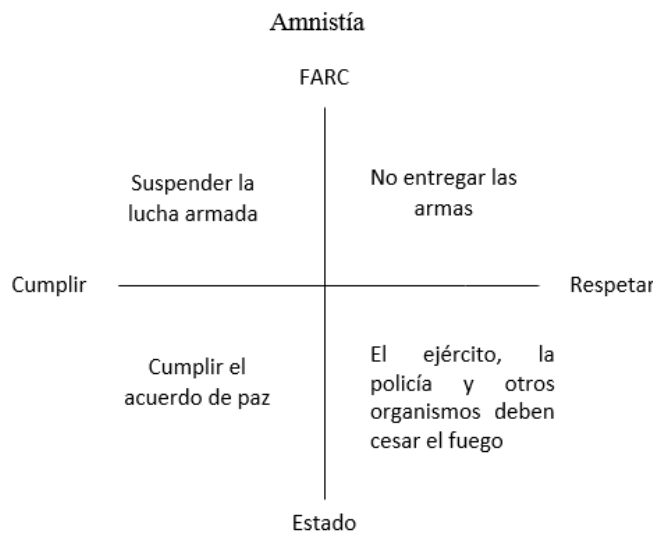 Amnistía
FARC
Suspender la
lucha armada
No entregar las
armas
Cumplir
Respetar
Cumplir el
acuerdo de paz
El ejército, la
policía y otros
organismos deben
cesar el fuego
Estado